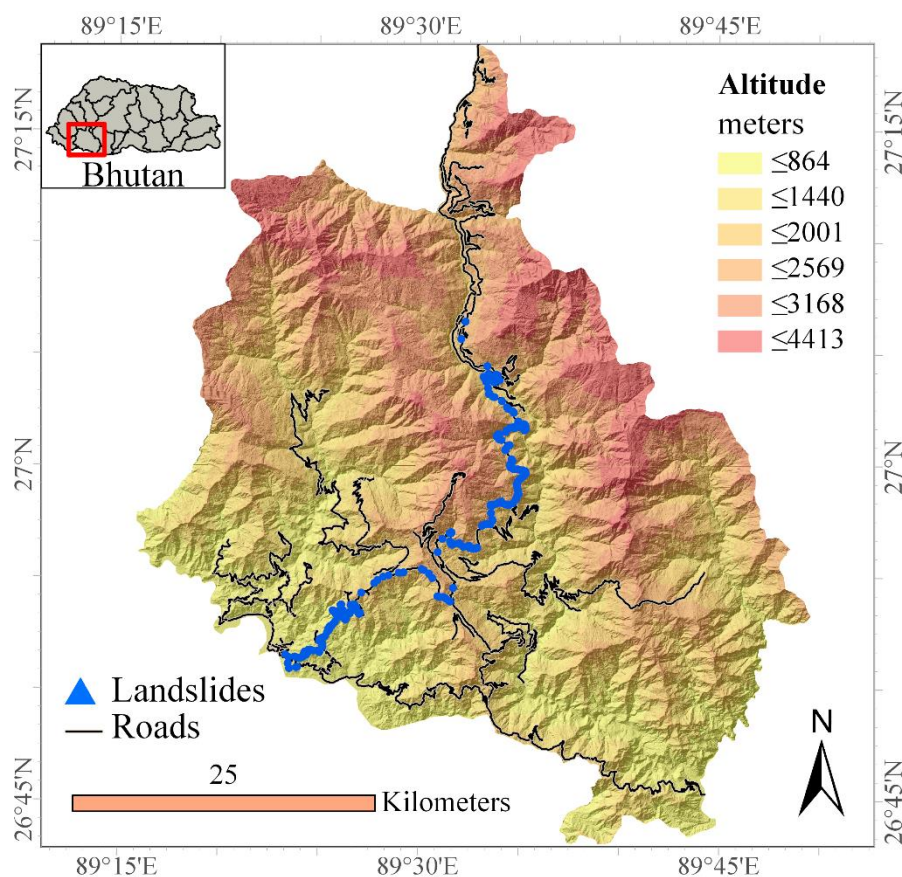 89°15'E
89°30'E
89°45'E
27°15'N
27°15'N
Bhutan
Altitude
meters
≤864
≤1440
≤2001
≤2569
≤3168
≤4413
27°N
27°N
Landslides
Roads
25
Kilometers
N
26°45'N
26°45'N
89°15'E
89°30'E
89°45'E